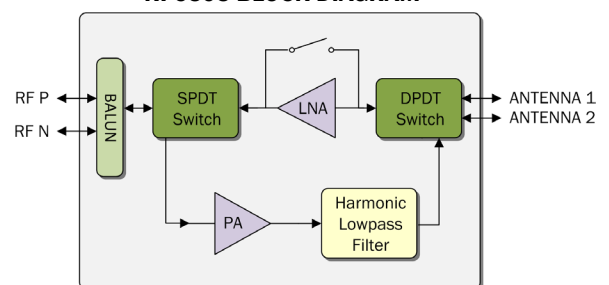 RF P
RF N
BALUN
SPDT
Switch
LNA
DPDT
Switch
ANTENNA 1
ANTENNA 2
PA
Harmonic
Lowpass
Filter